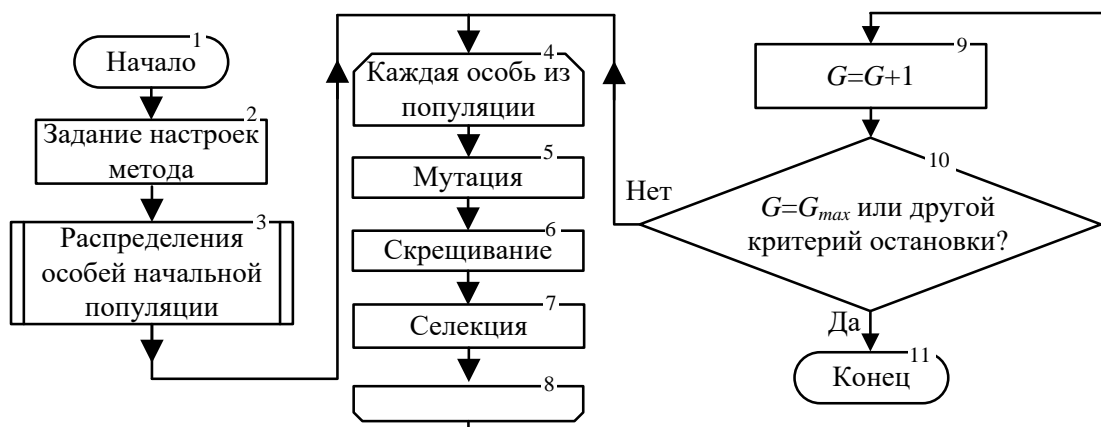 1
Начало
2
Задание настроек
метода
3
Распределения
особей начальной
популяции
4
Каждая особь из
популяции
5
Мутация
6
Скрещивание
7
Селекция
8
9
G=G+1
10
G=Gmax или другой
критерий остановки?
Нет
Да
11
Конец